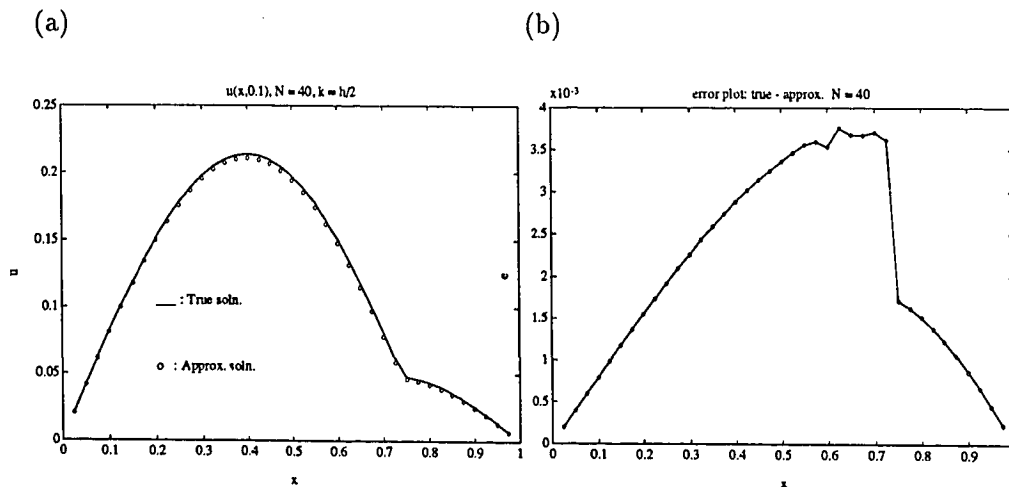 (a)
(b)
u(x,0.1), N = 40, k = h/2
0.25
0.2
0.15
0.1
0.05
0
u
— : True soln.
o : Approx. soln.
0 0.1 0.2 0.3 0.4 0.5 0.6 0.7 0.8 0.9 1
x
x10⁻³ error plot: true - approx. N = 40
4
3.5
3
2.5
2
1.5
1
0.5
0
e
0 0.1 0.2 0.3 0.4 0.5 0.6 0.7 0.8 0.9
x